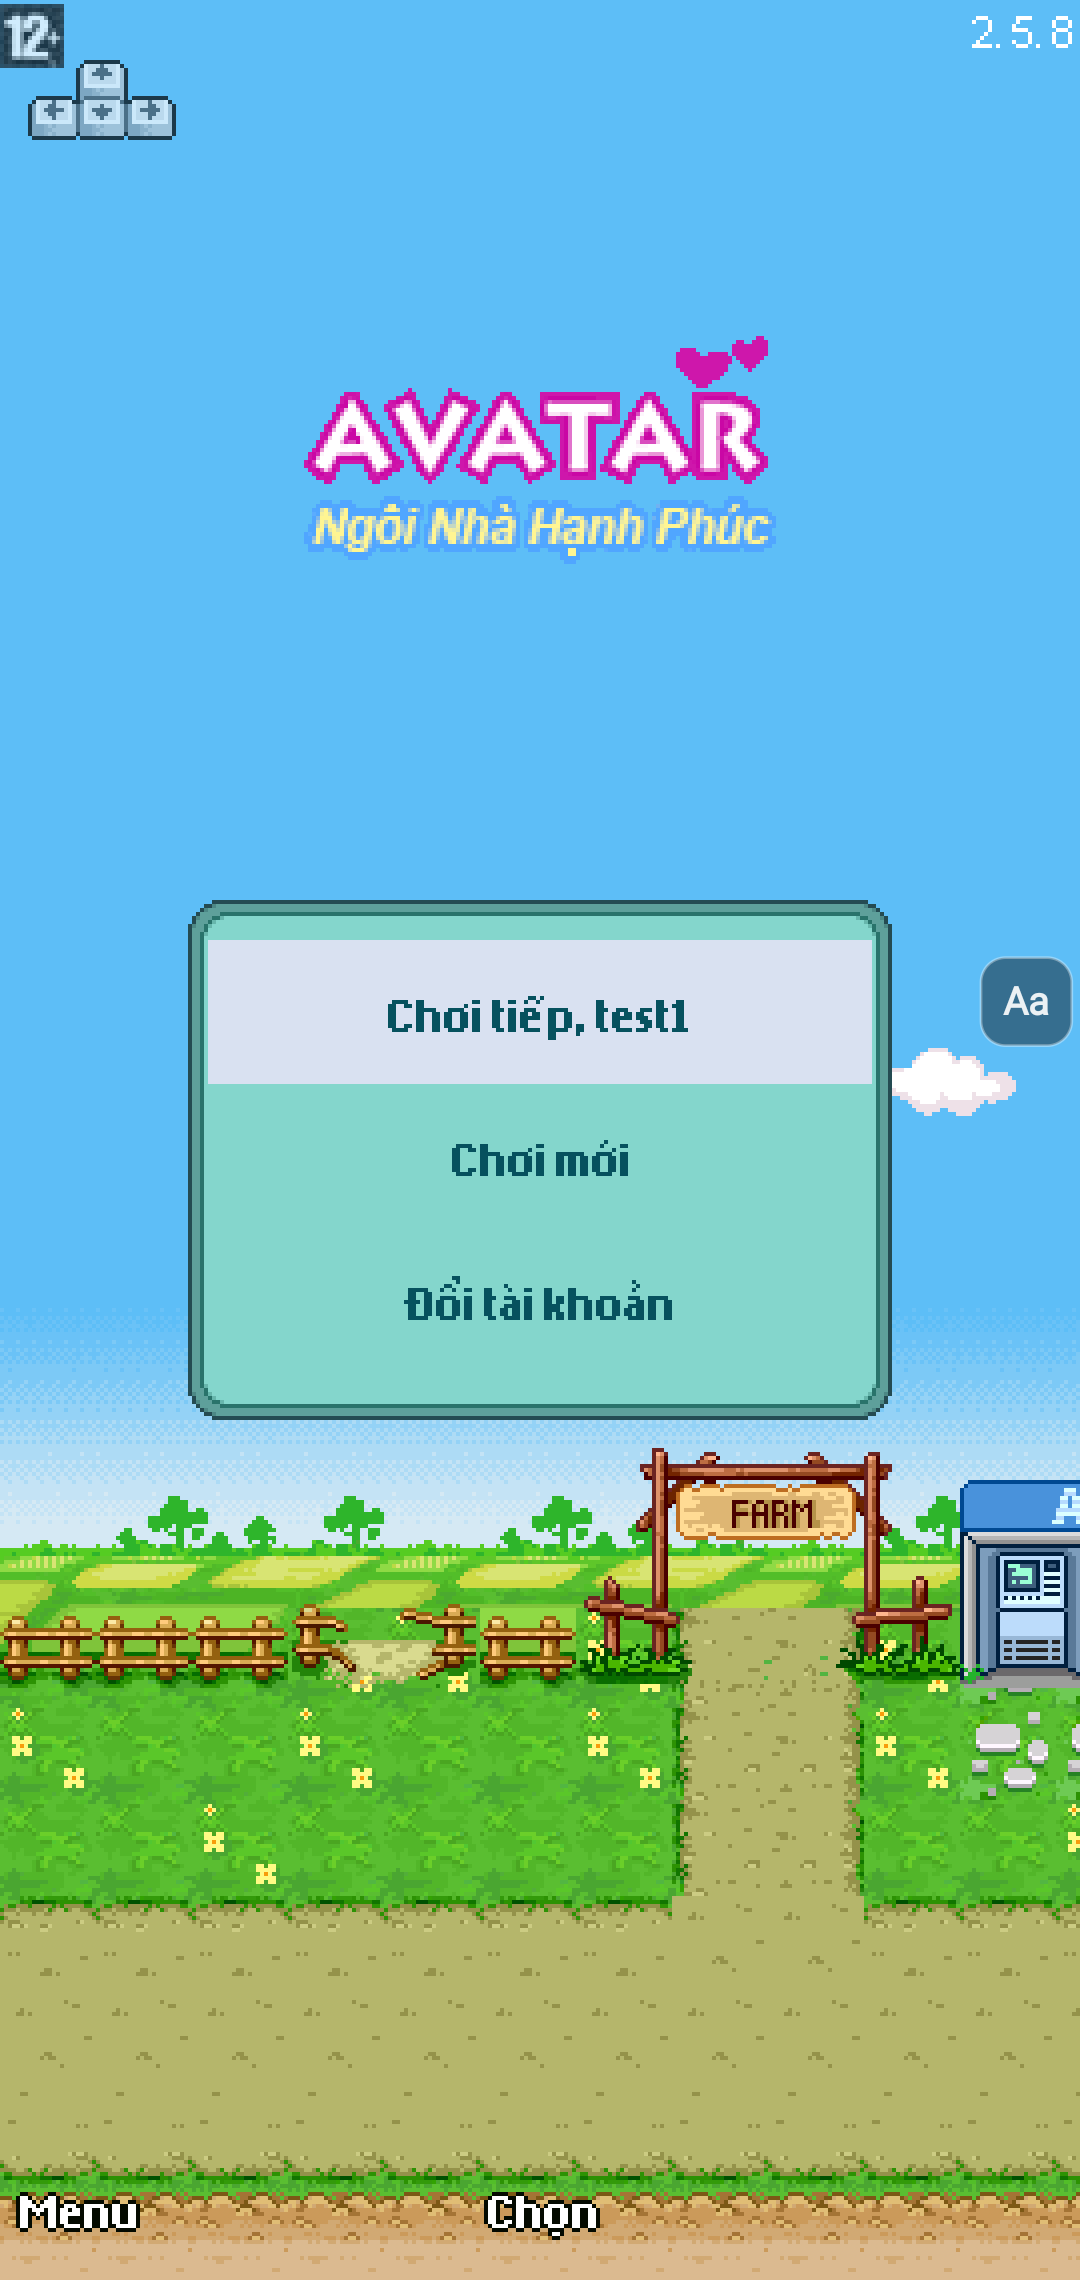 12+
2.5.8
AVATAR
Ngôi Nhà Hạnh Phúc
Chơi tiếp, test1
Aa
Chơi mới
Đổi tài khoản
FARM
Menu
Chọn